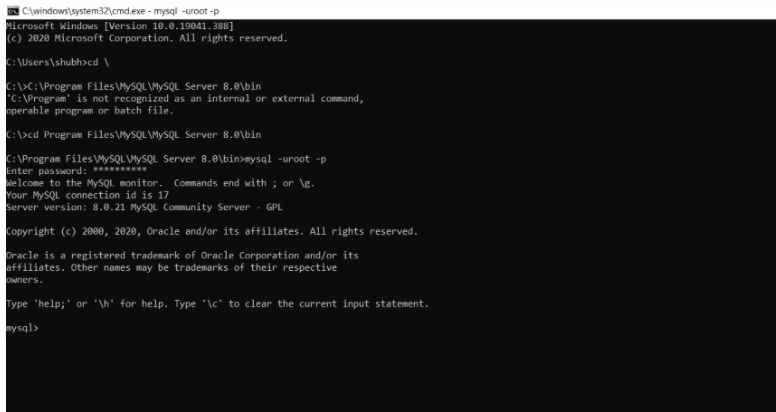 C:\windows\system32\cmd.exe - mysql -uroot -p
Microsoft Windows [Version 10.0.19041.388]
(c) 2020 Microsoft Corporation. All rights reserved.
C:\Users\shubh>cd \
C:\>C:\Program Files\MySQL\MySQL Server 8.0\bin
'C:\Program' is not recognized as an internal or external command,
operable program or batch file.
C:\>cd Program Files\MySQL\MySQL Server 8.0\bin
C:\Program Files\MySQL\MySQL Server 8.0\bin>mysql -uroot -p
Enter password: **********
Welcome to the MySQL monitor.  Commands end with ; or \g.
Your MySQL connection id is 17
Server version: 8.0.21 MySQL Community Server - GPL
Copyright (c) 2000, 2020, Oracle and/or its affiliates. All rights reserved.
Oracle is a registered trademark of Oracle Corporation and/or its
affiliates. Other names may be trademarks of their respective
owners.
Type 'help;' or '\h' for help. Type '\c' to clear the current input statement.
mysql>